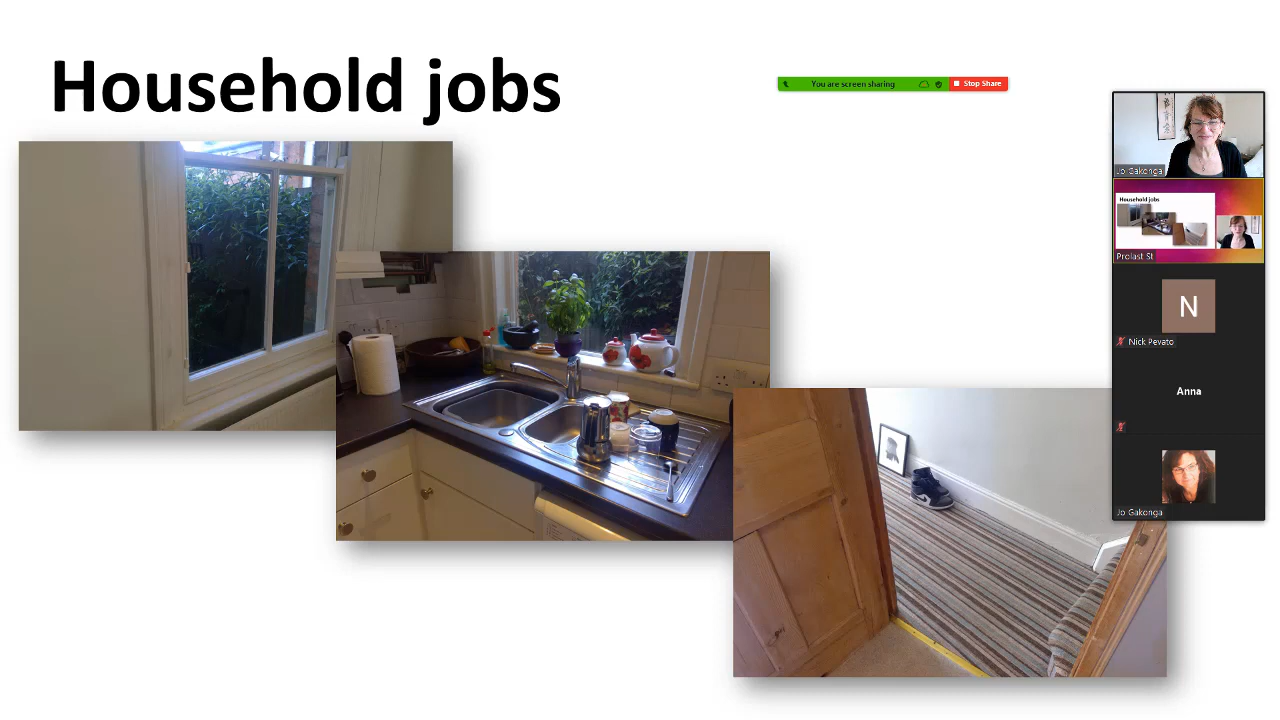 Household jobs
You are screen sharing
Stop Share
Jo Gakonga
Household jobs
Prolast St
N
Nick Pevato
Anna
Jo Gakonga